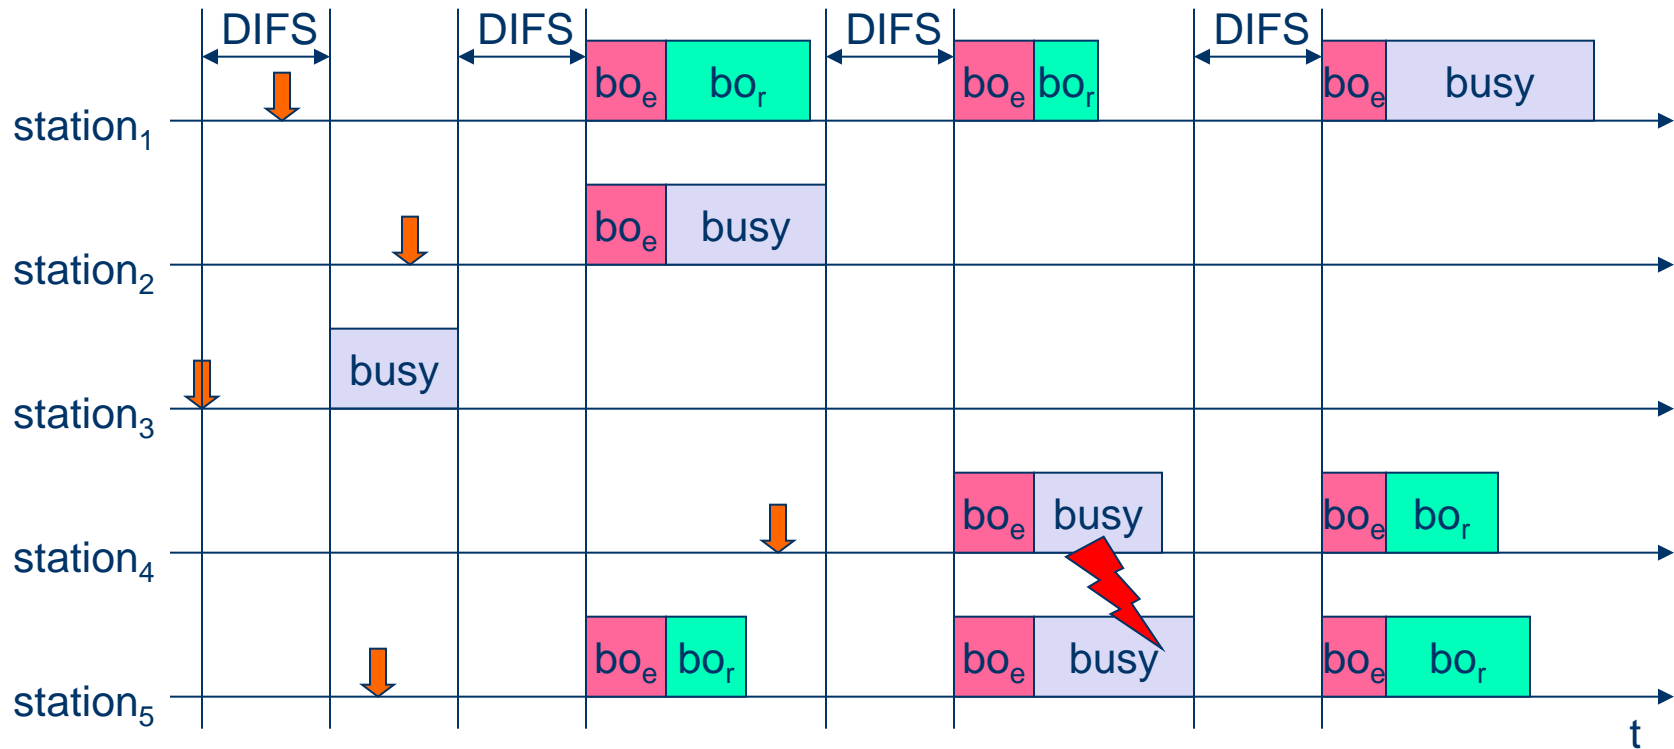 DIFS DIFS DIFS DIFS
station₁ boₑ boᵣ boₑ boᵣ boₑ busy
station₂ boₑ busy
station₃ busy
station₄ boₑ busy boₑ boᵣ
station₅ boₑ boᵣ boₑ busy boₑ boᵣ
t